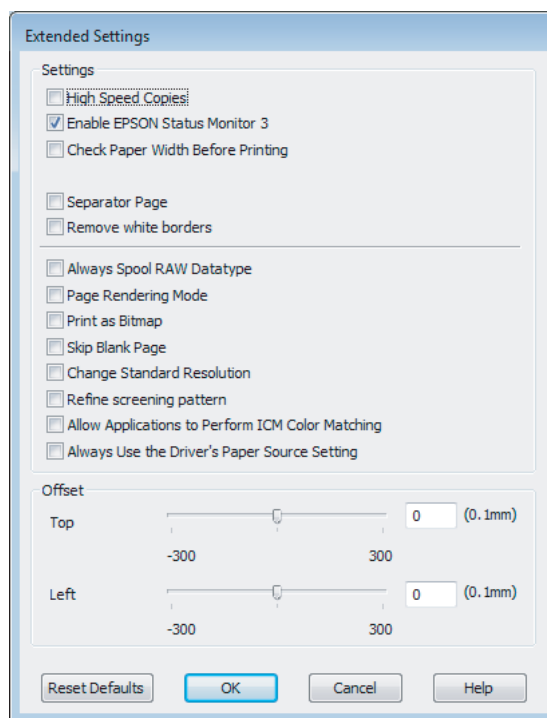 Extended Settings
Settings
High Speed Copies
Enable EPSON Status Monitor 3
Check Paper Width Before Printing
Separator Page
Remove white borders
Always Spool RAW Datatype
Page Rendering Mode
Print as Bitmap
Skip Blank Page
Change Standard Resolution
Refine screening pattern
Allow Applications to Perform ICM Color Matching
Always Use the Driver's Paper Source Setting
Offset
Top 0 (0.1mm)
-300 300
Left 0 (0.1mm)
-300 300
Reset Defaults OK Cancel Help